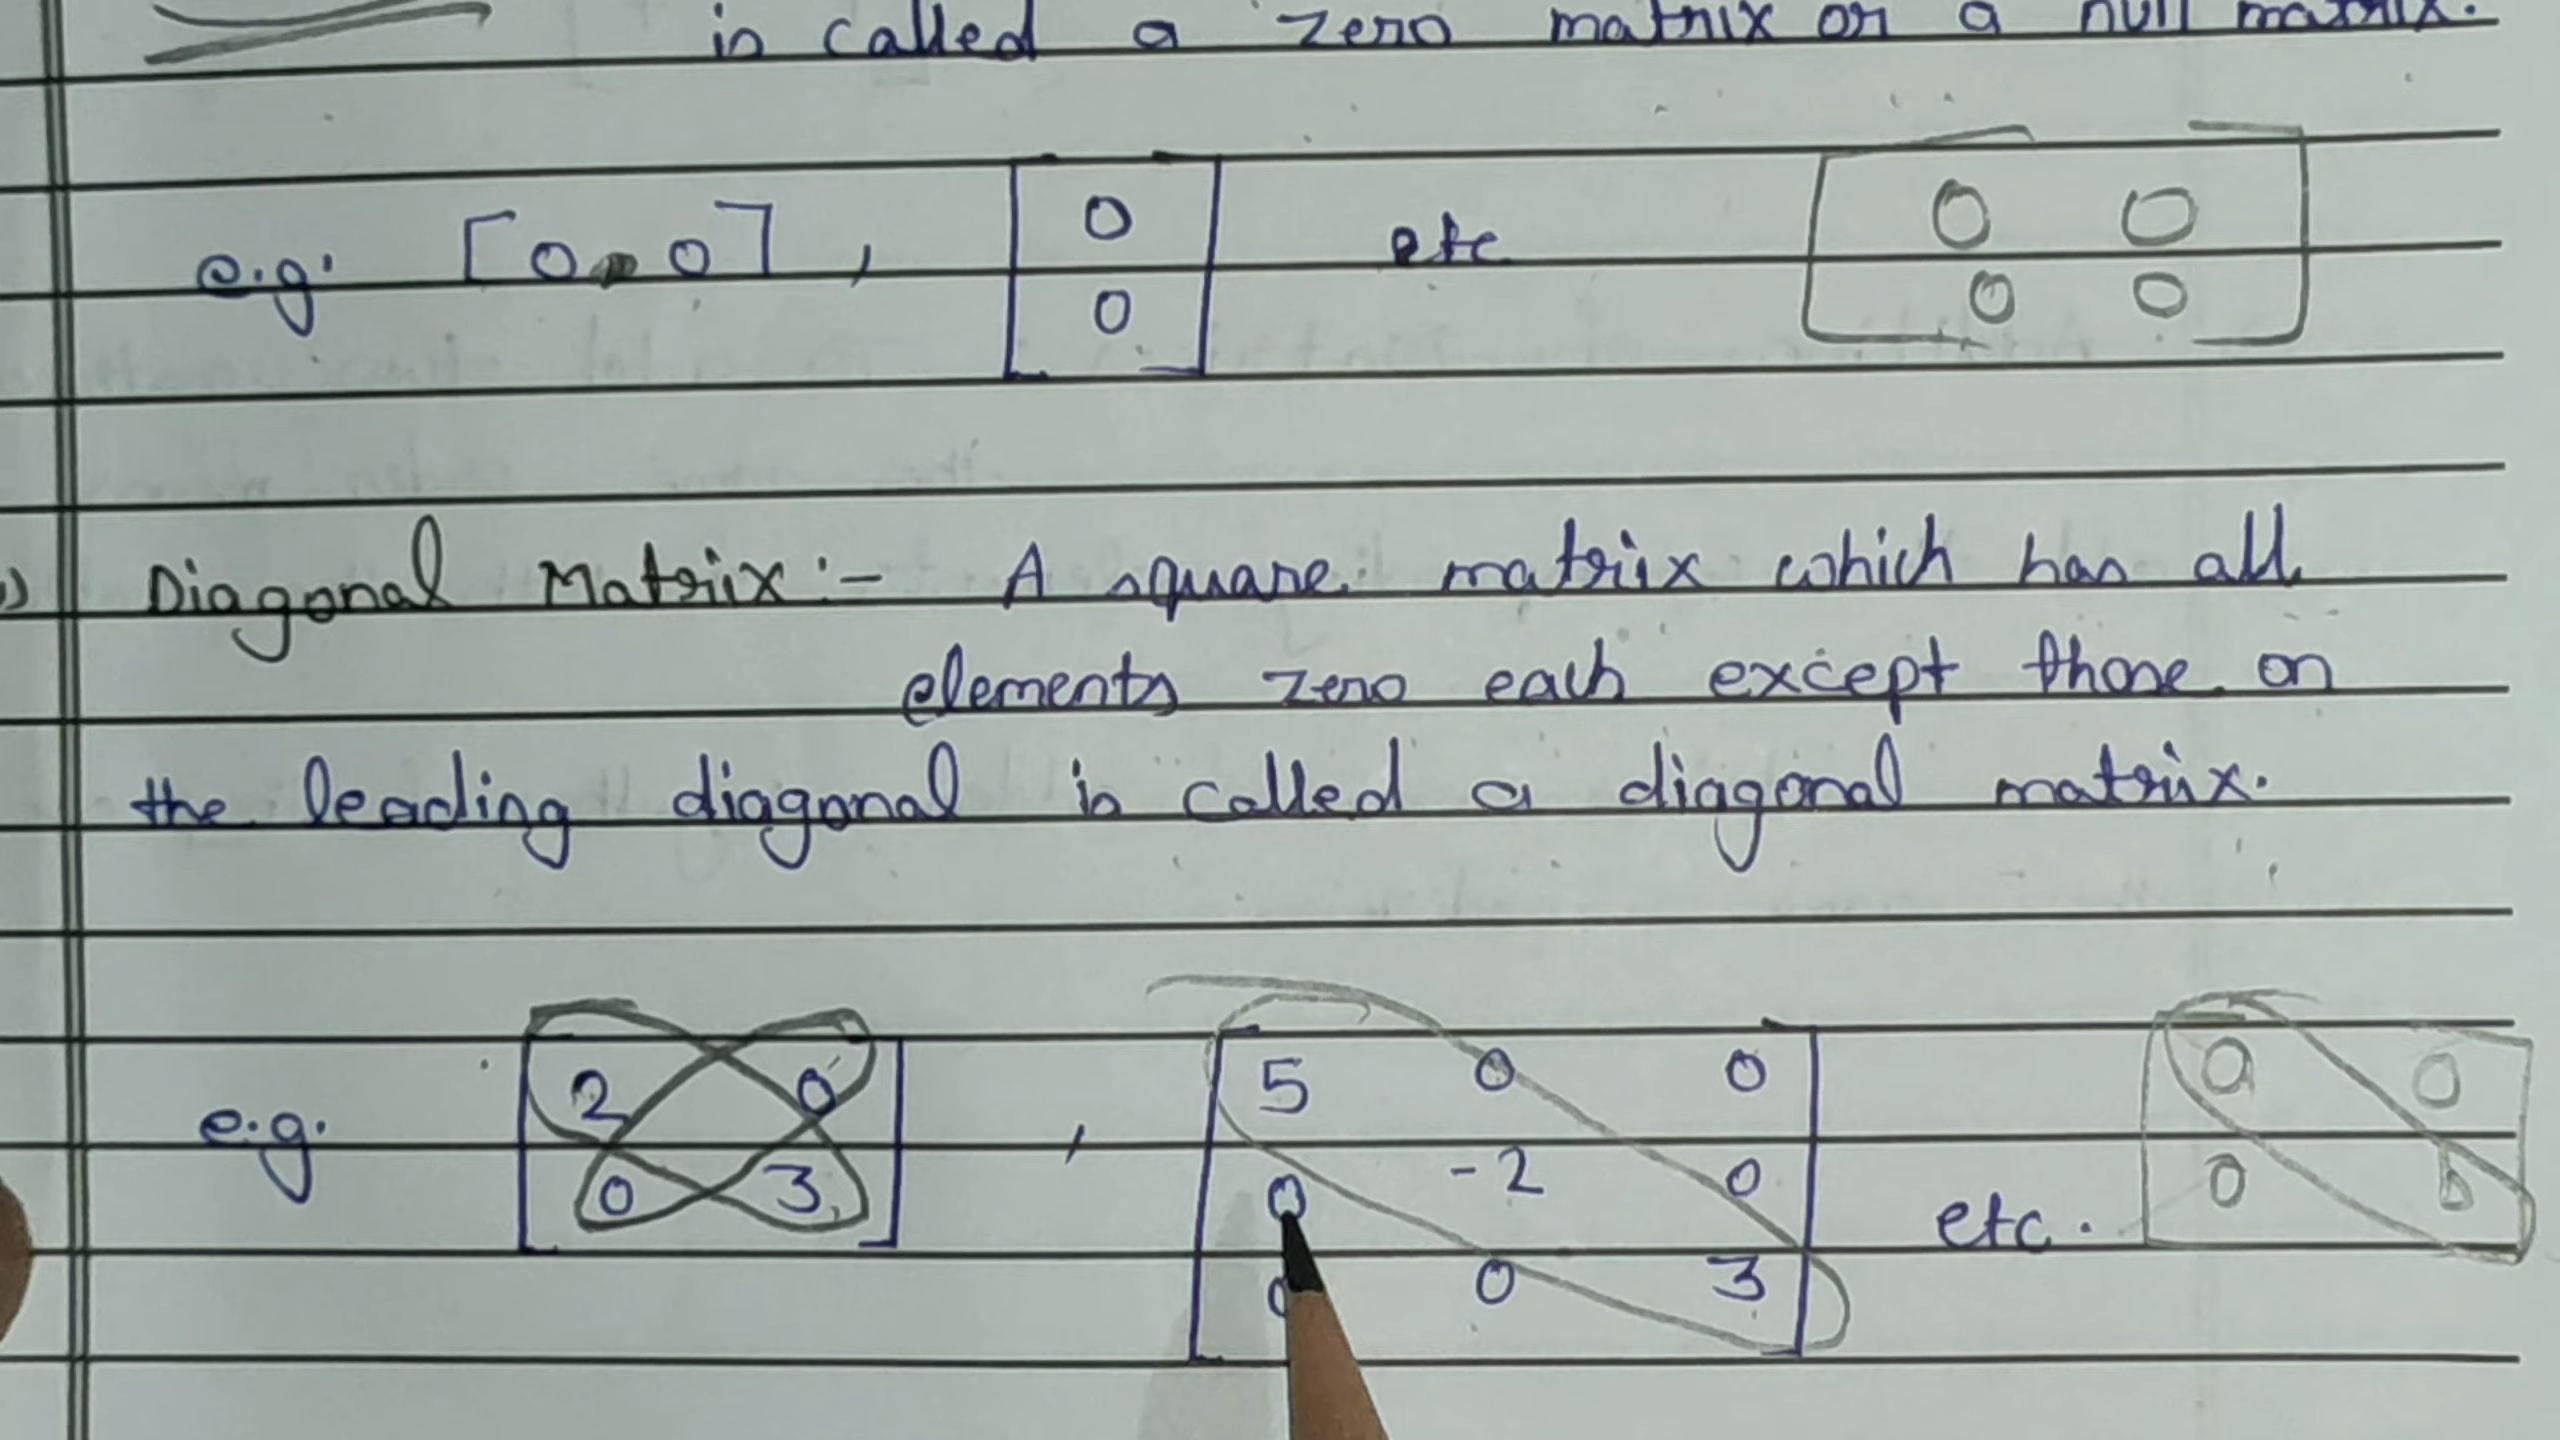 is called a zero matrix or a null matrix.
e.g. [0 0] , [0 etc [0 0
0] 0 0]
) Diagonal Matrix :- A square matrix which has all
elements zero each except those on
the leading diagonal is called a diagonal matrix.
e.g. [2 0 , [5 0 0 etc. [a 0
0 3] 0 -2 0 0 b]
0 0 3]